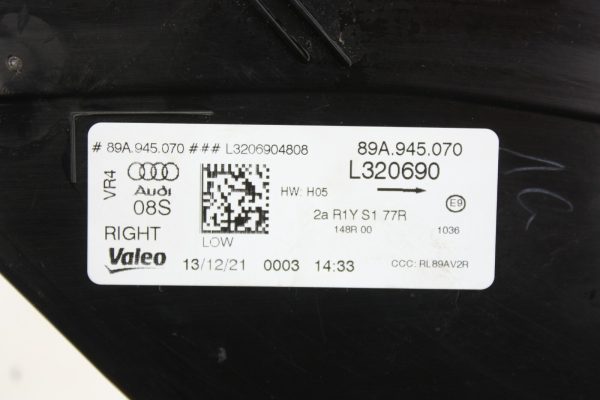 # 89A.945.070 ### L3206904808
89A.945.070
L320690
VR4
Audi
08S
HW: H05
E9
2a R1Y S1 77R
148R 00
1036
RIGHT
LOW
Valeo
13/12/21 0003 14:33
CCC: RL89AV2R